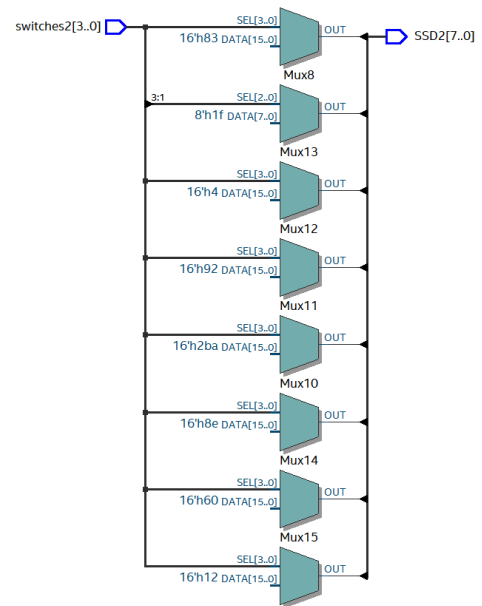 switches2[3..0] SEL[3..0] OUT SSD2[7..0]
16'h83 DATA[15..0]
Mux8
3:1 SEL[2..0] OUT
8'h1f DATA[7..0]
Mux13
SEL[3..0] OUT
16'h4 DATA[15..0]
Mux12
SEL[3..0] OUT
16'h92 DATA[15..0]
Mux11
SEL[3..0] OUT
16'h2ba DATA[15..0]
Mux10
SEL[3..0] OUT
16'h8e DATA[15..0]
Mux14
SEL[3..0] OUT
16'h60 DATA[15..0]
Mux15
SEL[3..0] OUT
16'h12 DATA[15..0]